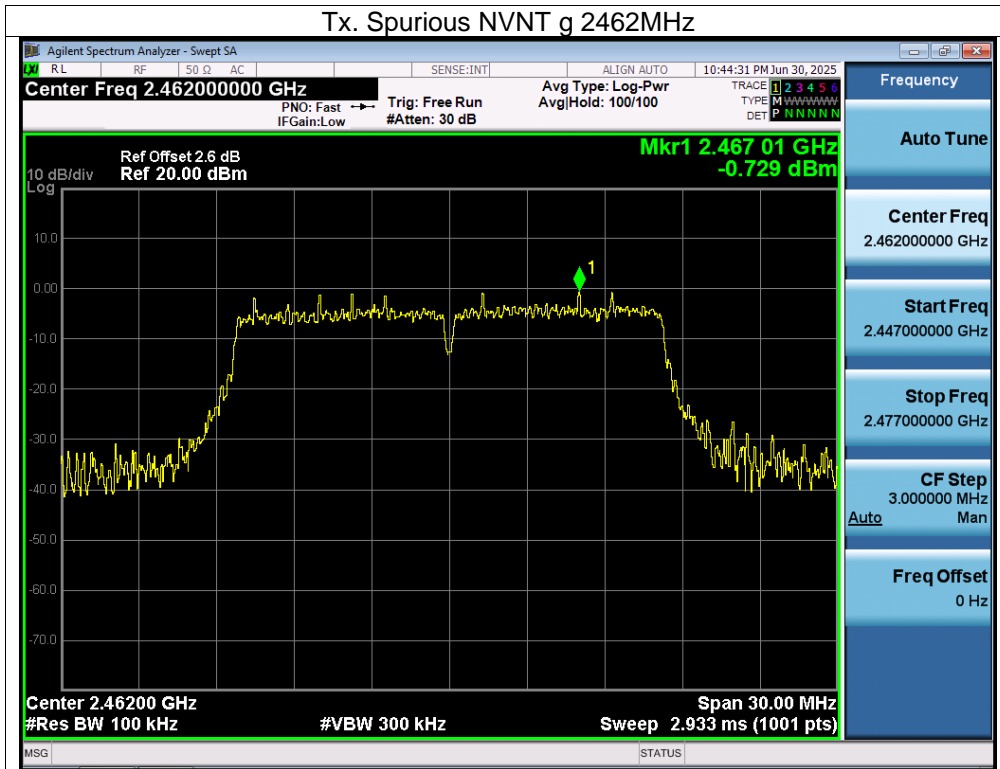 Tx. Spurious NVNT g 2462MHz
Agilent Spectrum Analyzer - Swept SA
LXI RL RF 50 Ω AC SENSE:INT ALIGN AUTO 10:44:31 PM Jun 30, 2025
Center Freq 2.462000000 GHz
PNO: Fast
IFGain:Low
Trig: Free Run
#Atten: 30 dB
Avg Type: Log-Pwr
Avg|Hold: 100/100
TRACE 1 2 3 4 5 6
TYPE M WWWWW
DET P N N N N N
Ref Offset 2.6 dB
Ref 20.00 dBm
10 dB/div
Log
Mkr1 2.467 01 GHz
-0.729 dBm
10.0
0.00
-10.0
-20.0
-30.0
-40.0
-50.0
-60.0
-70.0
1
Center 2.46200 GHz
Span 30.00 MHz
#Res BW 100 kHz
#VBW 300 kHz
Sweep 2.933 ms (1001 pts)
MSG
STATUS
Frequency
Auto Tune
Center Freq
2.462000000 GHz
Start Freq
2.447000000 GHz
Stop Freq
2.477000000 GHz
CF Step
3.000000 MHz
Auto Man
Freq Offset
0 Hz